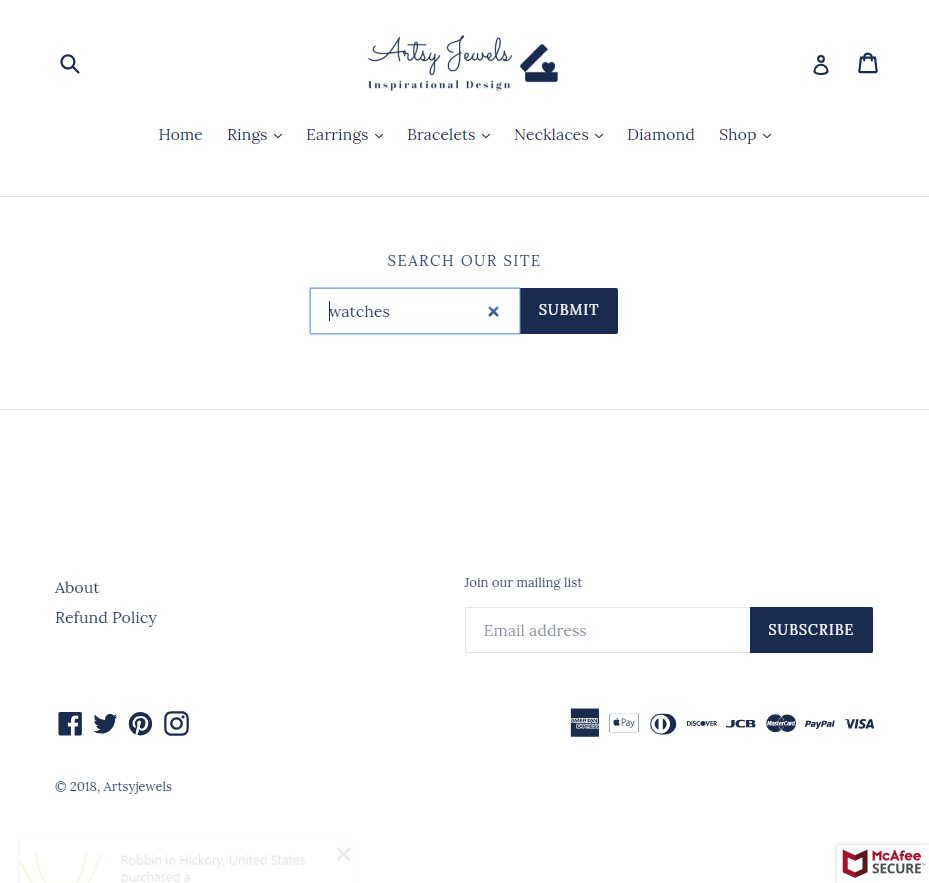 Artsy Jewels
Inspirational Design
Home Rings Earrings Bracelets Necklaces Diamond Shop
SEARCH OUR SITE
watches
SUBMIT
About
Refund Policy
Join our mailing list
Email address
SUBSCRIBE
AMERICAN EXPRESS Pay DISCOVER JCB MasterCard PayPal VISA
© 2018, Artsyjewels
Robbin in Hickory, United States
purchased a
McAfee
SECURE